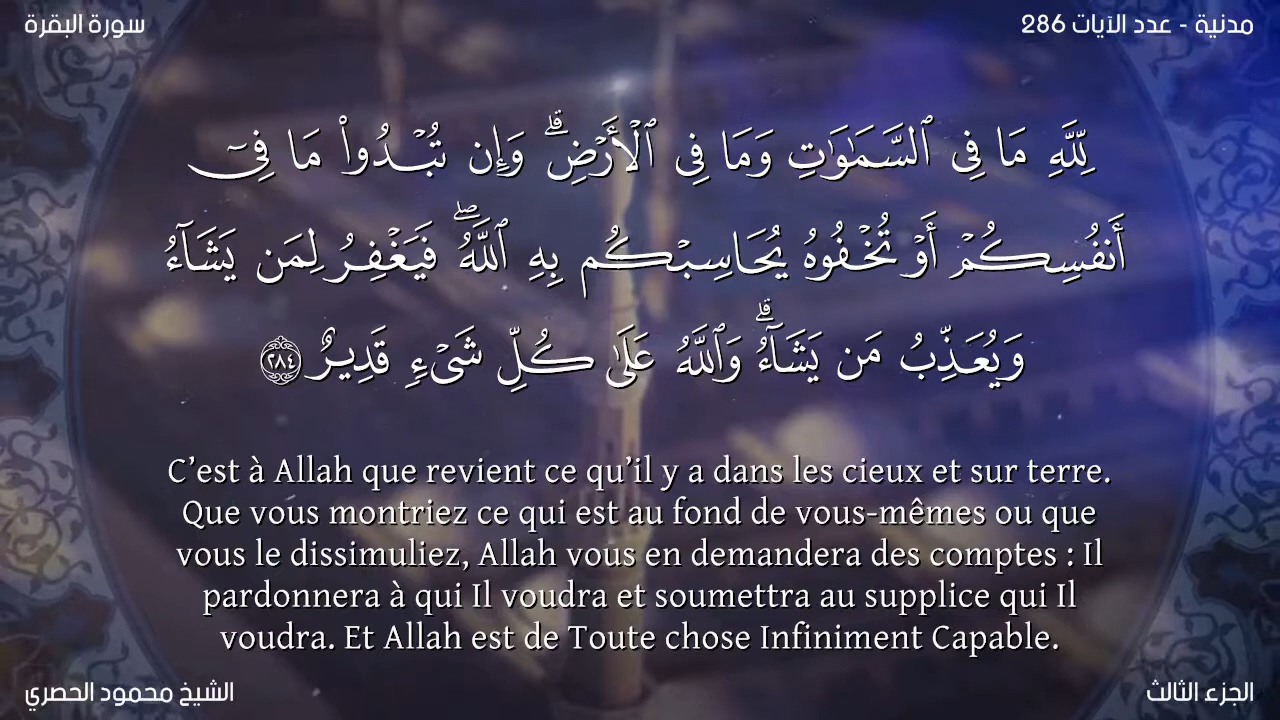 سورة البقرة
مدنية - عدد الآيات 286
لِّلَّهِ مَا فِى ٱلسَّمَٰوَٰتِ وَمَا فِى ٱلْأَرْضِ ۗ وَإِن تُبْدُوا۟ مَا فِىٓ
أَنفُسِكُمْ أَوْ تُخْفُوهُ يُحَاسِبْكُم بِهِ ٱللَّهُ ۖ فَيَغْفِرُ لِمَن يَشَآءُ
وَيُعَذِّبُ مَن يَشَآءُ ۗ وَٱللَّهُ عَلَىٰ كُلِّ شَىْءٍ قَدِيرٌ ٢٨٤
C’est à Allah que revient ce qu’il y a dans les cieux et sur terre.
Que vous montriez ce qui est au fond de vous-mêmes ou que
vous le dissimuliez, Allah vous en demandera des comptes : Il
pardonnera à qui Il voudra et soumettra au supplice qui Il
voudra. Et Allah est de Toute chose Infiniment Capable.
الشيخ محمود الحصري
الجزء الثالث